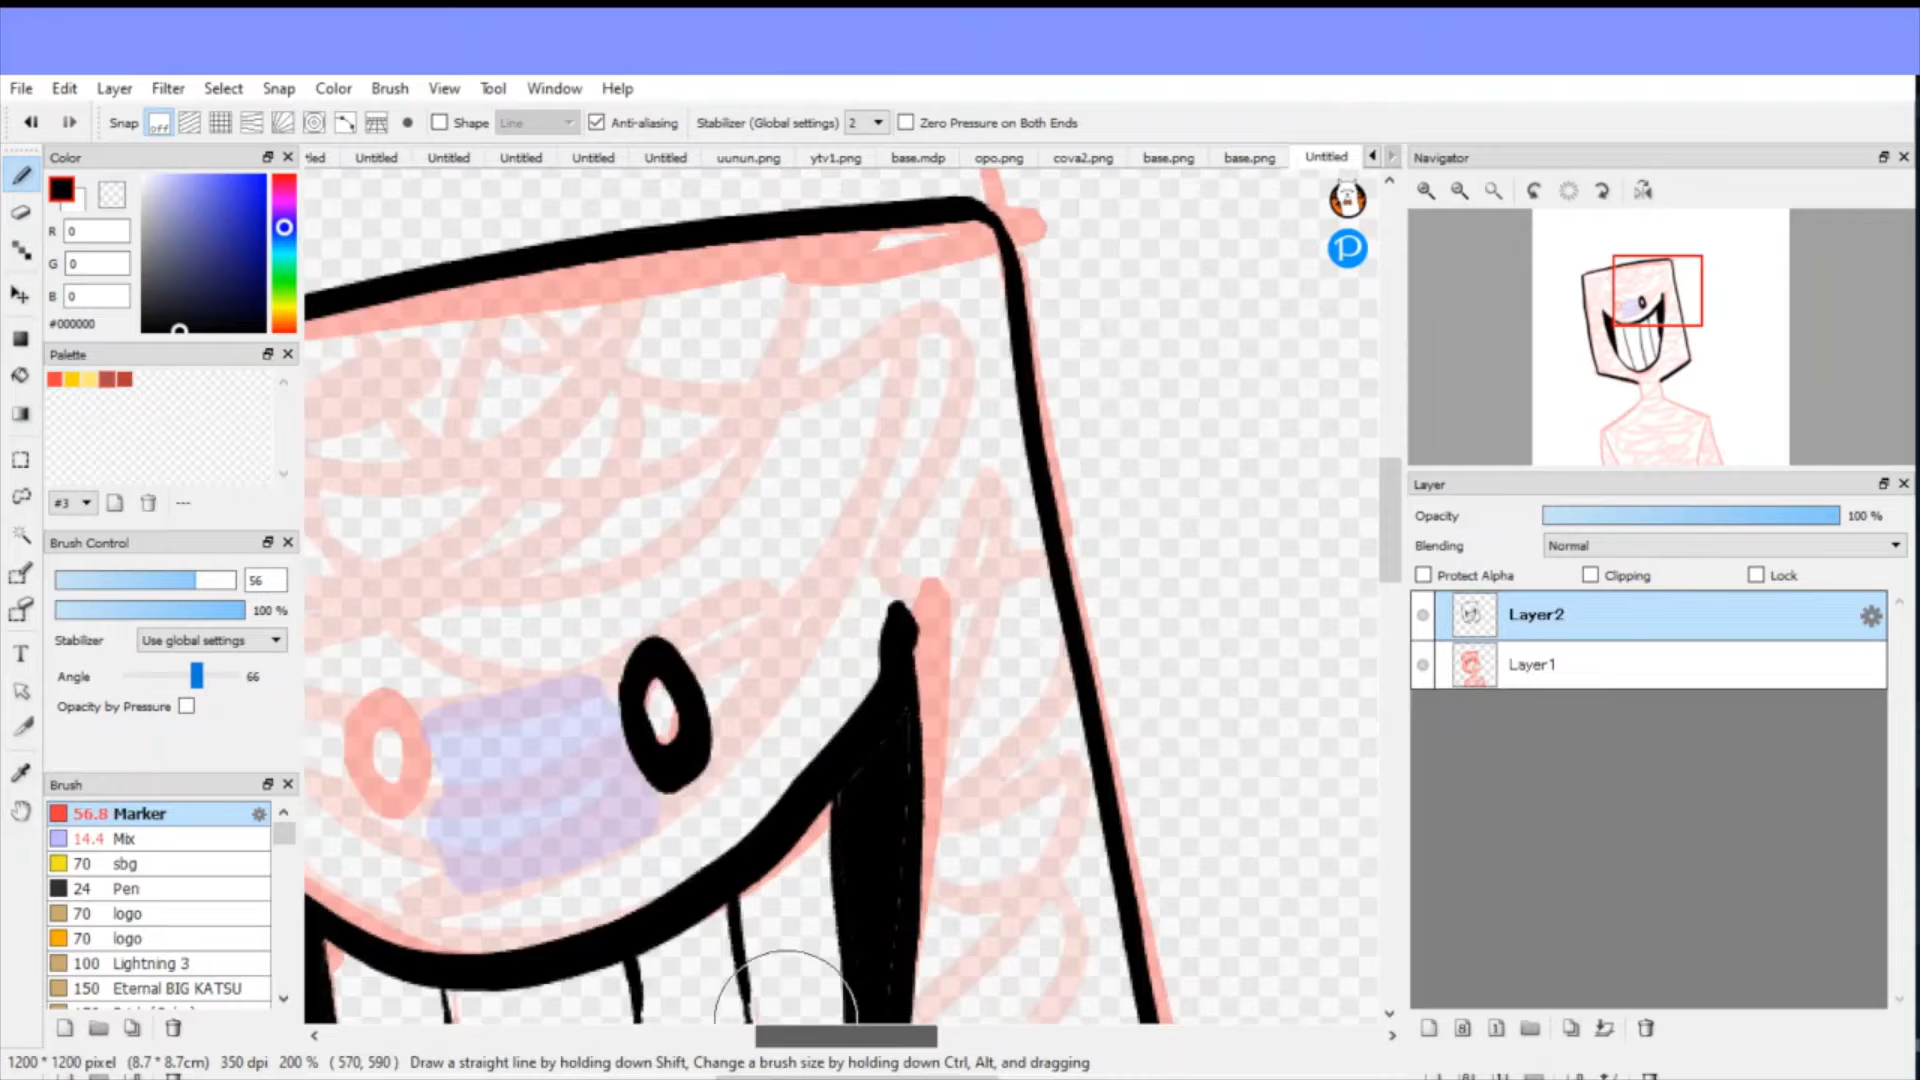 File Edit Layer Filter Select Snap Color Brush View Tool Window Help
Snap off Shape Line Anti-aliasing Stabilizer (Global settings) 2 Zero Pressure on Both Ends
Color
tled Untitled Untitled Untitled Untitled Untitled uunun.png ytv1.png base.mdp opo.png cova2.png base.png base.png Untitled
Navigator
R 0
G 0
B 0
#000000
Palette
#3
---
Brush Control
56
100 %
Stabilizer Use global settings
Angle 66
Opacity by Pressure
Brush
56.8 Marker
14.4 Mix
70 sbg
24 Pen
70 logo
70 logo
100 Lightning 3
150 Eternal BIG KATSU
Layer
Opacity 100 %
Blending Normal
Protect Alpha Clipping Lock
Layer2
Layer1
8 1
1200 * 1200 pixel (8.7 * 8.7cm) 350 dpi 200 % ( 570, 590 ) Draw a straight line by holding down Shift, Change a brush size by holding down Ctrl, Alt, and dragging